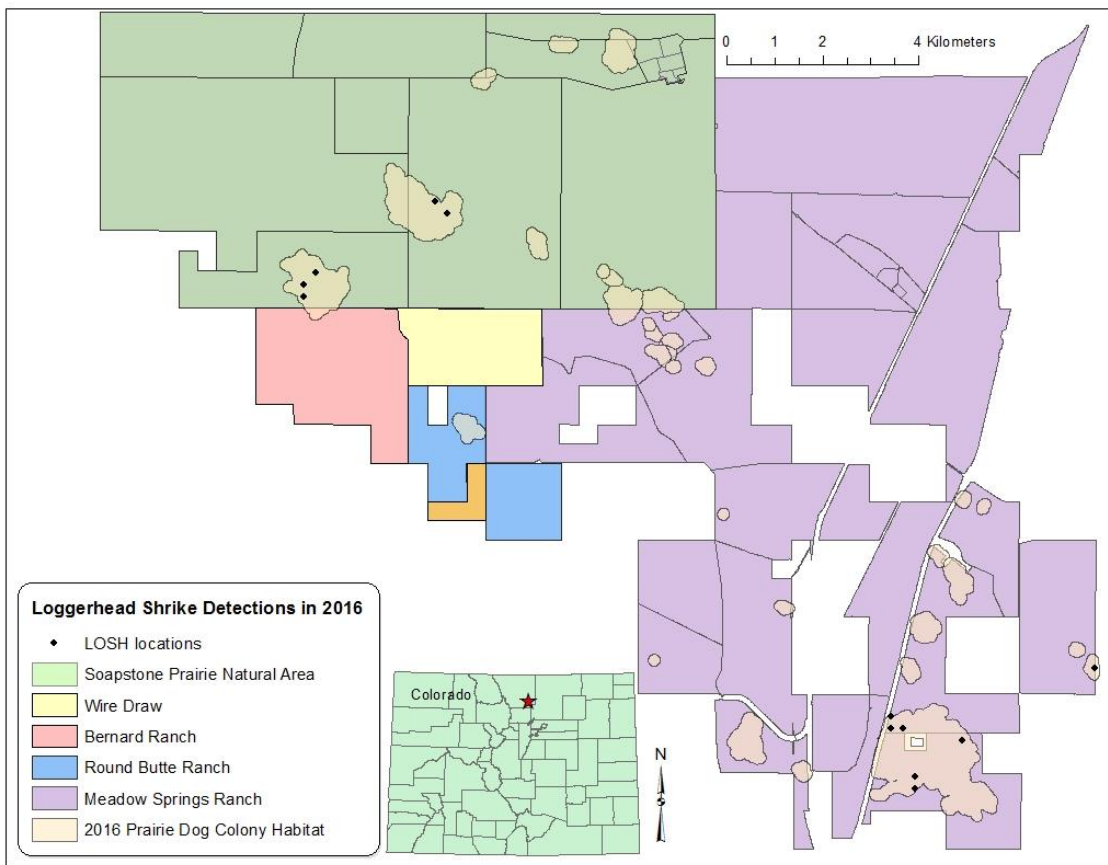 0 1 2 4 Kilometers
Loggerhead Shrike Detections in 2016
LOSH locations
Soapstone Prairie Natural Area
Wire Draw
Bernard Ranch
Round Butte Ranch
Meadow Springs Ranch
2016 Prairie Dog Colony Habitat
Colorado
N